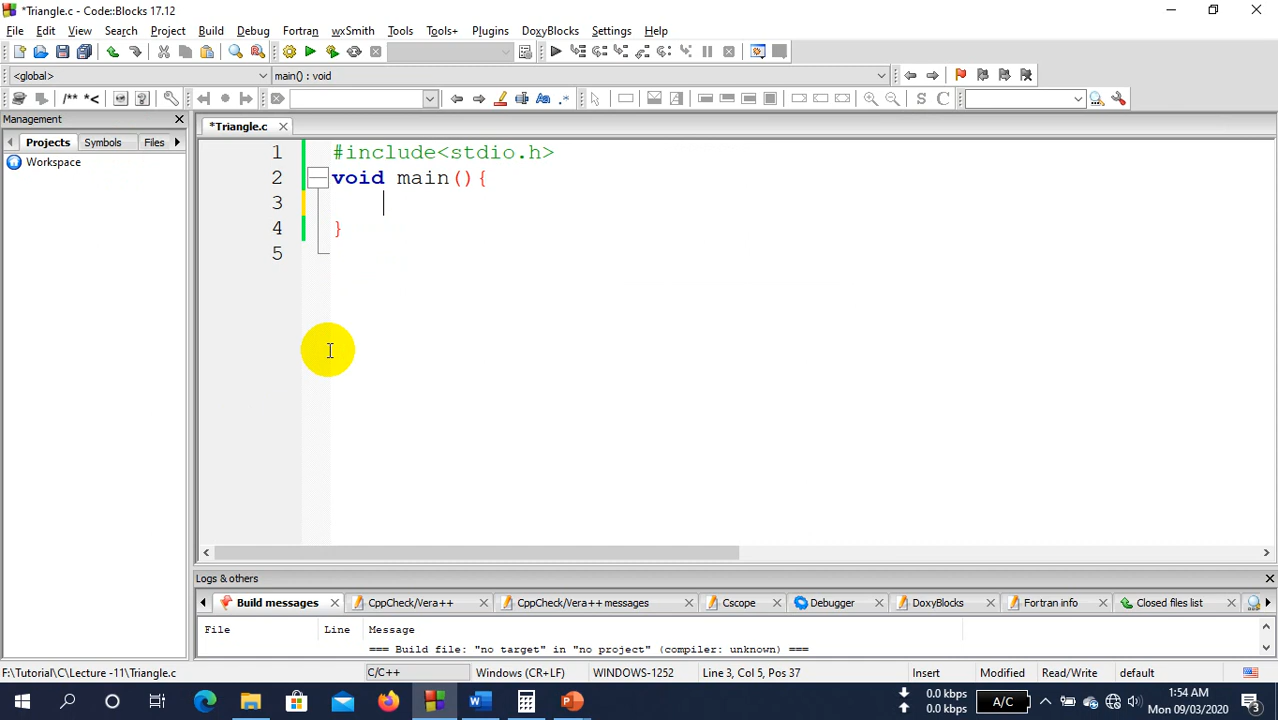 *Triangle.c - Code::Blocks 17.12
File Edit View Search Project Build Debug Fortran wxSmith Tools Tools+ Plugins DoxyBlocks Settings Help
<global> main() : void
/** *<
S C
Management
*Triangle.c
Projects Symbols Files
Workspace
1 #include<stdio.h>
2 void main(){
3
4 }
5
Logs & others
Build messages CppCheck/Vera++ CppCheck/Vera++ messages Cscope Debugger DoxyBlocks Fortran info Closed files list
File Line Message
=== Build file: "no target" in "no project" (compiler: unknown) ===
F:\Tutorial\C\Lecture -11\Triangle.c C/C++ Windows (CR+LF) WINDOWS-1252 Line 3, Col 5, Pos 37 Insert Modified Read/Write default
0.0 kbps
0.0 kbps
A/C
1:54 AM
Mon 09/03/2020
3